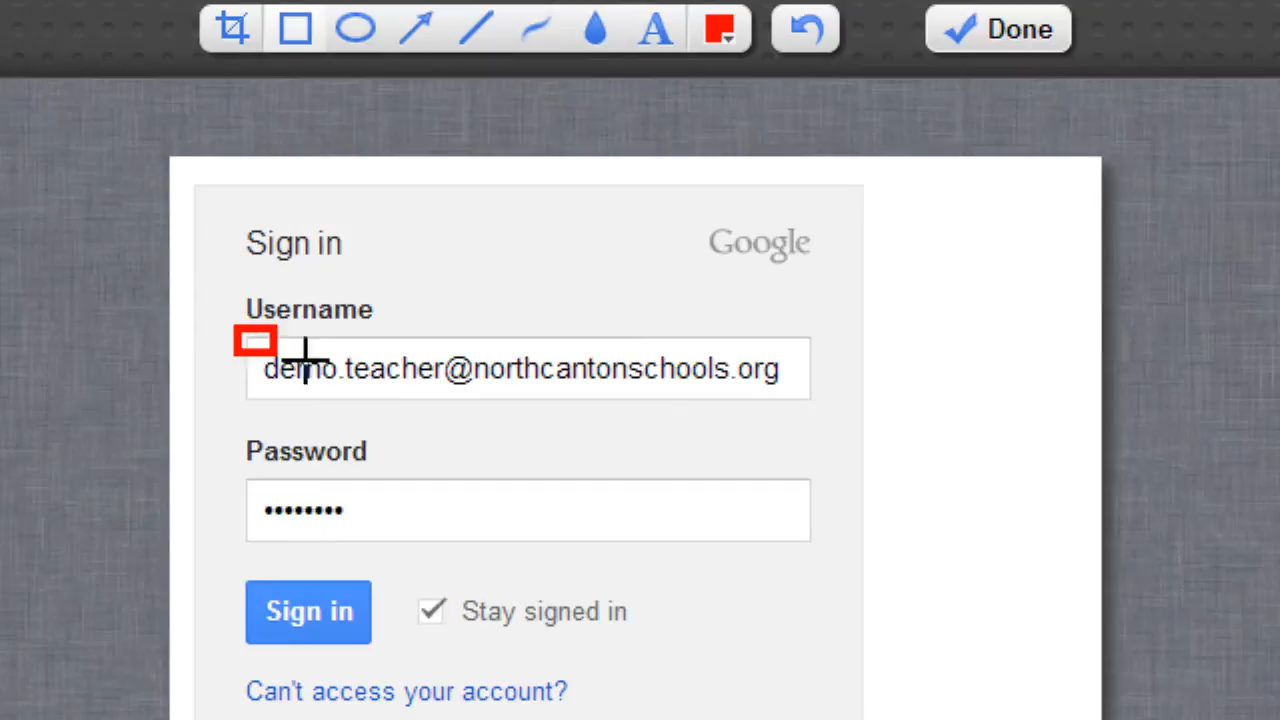 A
Done
Sign in
Google
Username
demo.teacher@northcantonschools.org
Password
••••••••
Sign in
Stay signed in
Can't access your account?